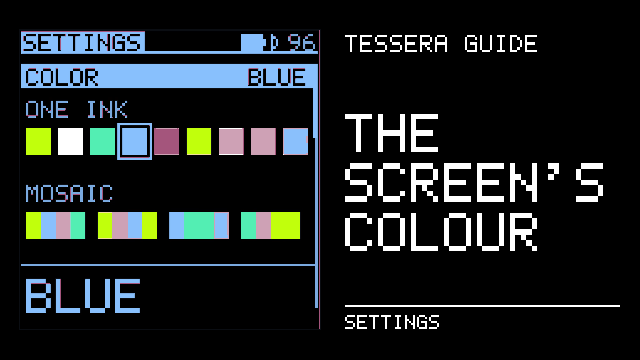 SETTINGS 96
COLOR BLUE
ONE INK
MOSAIC
BLUE
TESSERA GUIDE
THE
SCREEN'S
COLOUR
SETTINGS